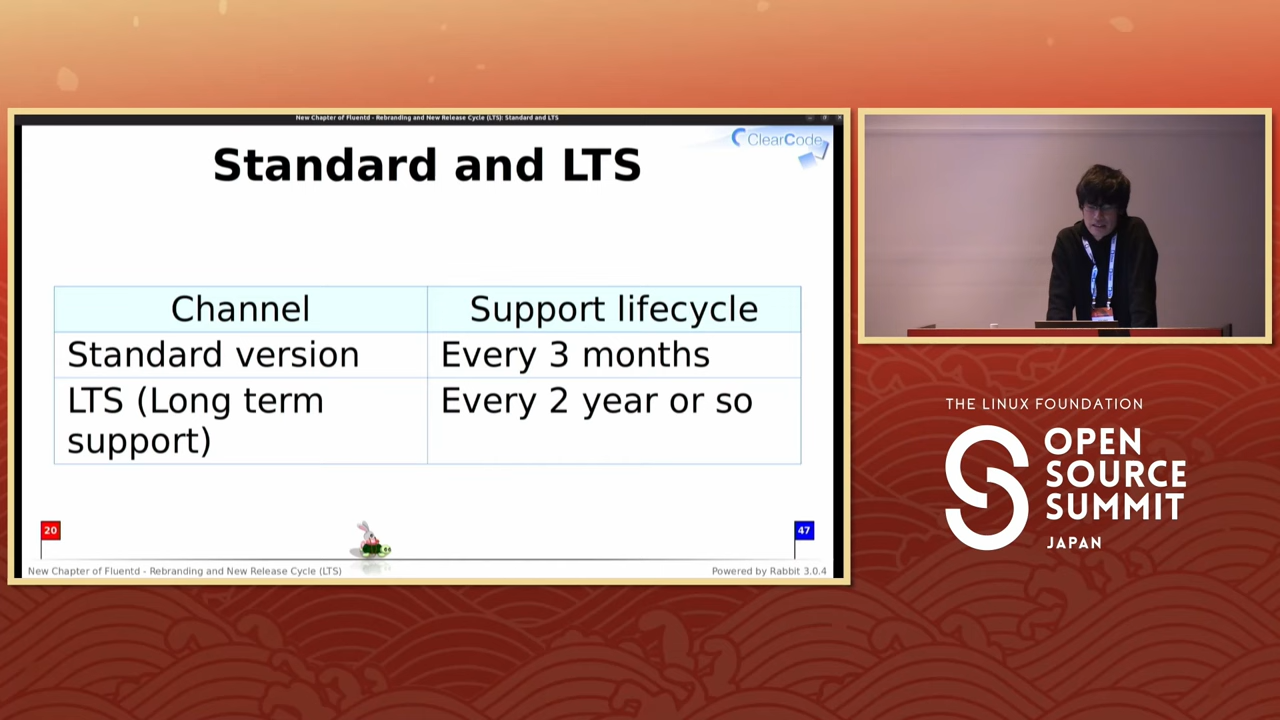 New Chapter of Fluentd - Rebranding and New Release Cycle (LTS): Standard and LTS
ClearCode
Standard and LTS
Channel
Support lifecycle
Standard version
Every 3 months
LTS (Long term
support)
Every 2 year or so
20
47
New Chapter of Fluentd - Rebranding and New Release Cycle (LTS)
Powered by Rabbit 3.0.4
THE LINUX FOUNDATION
OPEN
SOURCE
SUMMIT
JAPAN